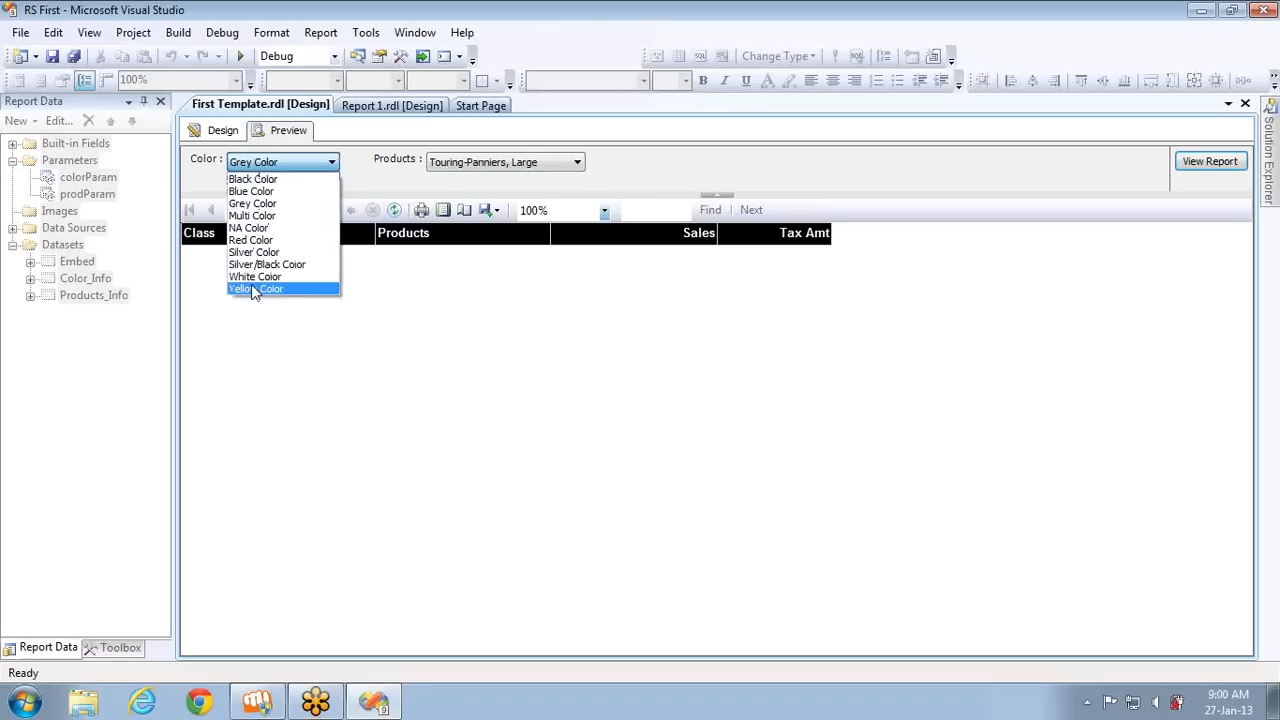 RS First - Microsoft Visual Studio
File Edit View Project Build Debug Format Report Tools Window Help
Debug Change Type
100%
Report Data First Template.rdl [Design] Report 1.rdl [Design] Start Page
New Edit... Design Preview
Built-in Fields
Parameters
colorParam
prodParam
Images
Data Sources
Datasets
Embed
Color_Info
Products_Info
Color : Grey Color Products : Touring-Panniers, Large View Report
Black Color
Blue Color
Grey Color
Multi Color
NA Color
Red Color
Silver Color
Silver/Black Color
White Color
Yellow Color
100% Find Next
Class Products Sales Tax Amt
Solution Explorer
Report Data Toolbox
Ready
9:00 AM
27-Jan-13